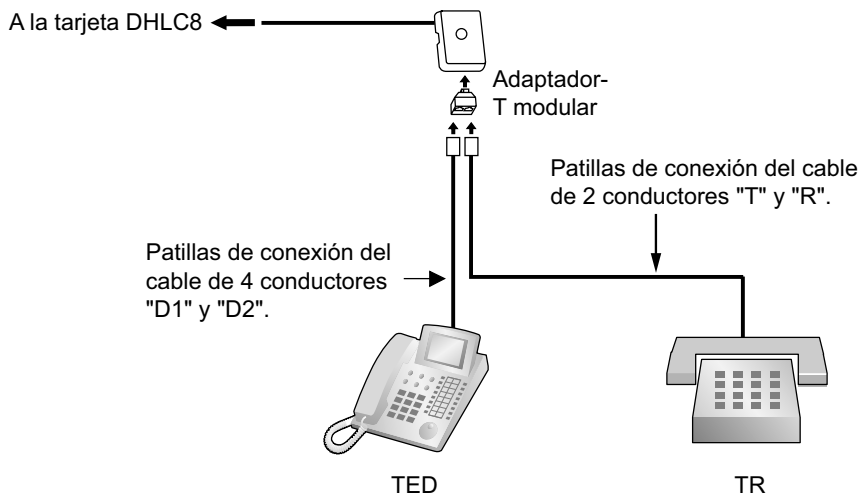 A la tarjeta DHLC8
Adaptador-
T modular
Patillas de conexión del cable
de 2 conductores "T" y "R".
Patillas de conexión del
cable de 4 conductores
"D1" y "D2".
TED
TR